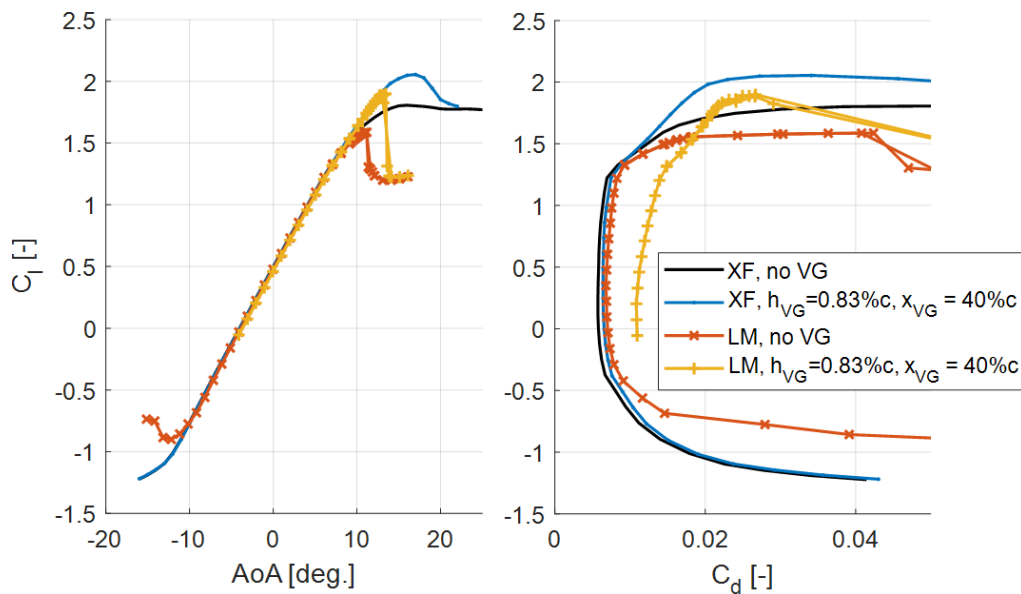 2.5
2
1.5
1
0.5
0
-0.5
-1
-1.5
-20 -10 0 10 20
AoA [deg.]
C_l [-]
2.5
2
1.5
1
0.5
0
-0.5
-1
-1.5
0 0.02 0.04
C_d [-]
XF, no VG
XF, h_VG=0.83%c, x_VG = 40%c
LM, no VG
LM, h_VG=0.83%c, x_VG = 40%c